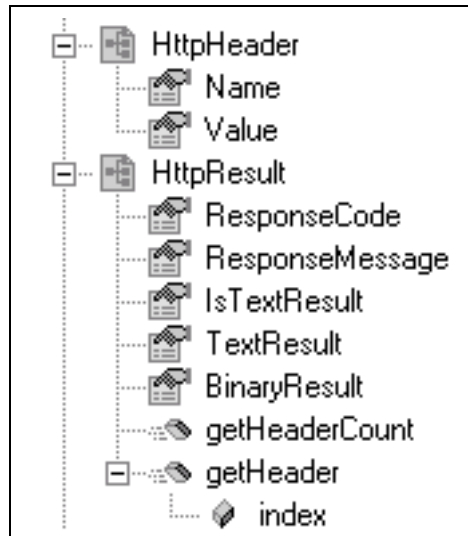 HttpHeader
Name
Value
HttpResult
ResponseCode
ResponseMessage
IsTextResult
TextResult
BinaryResult
getHeaderCount
getHeader
index